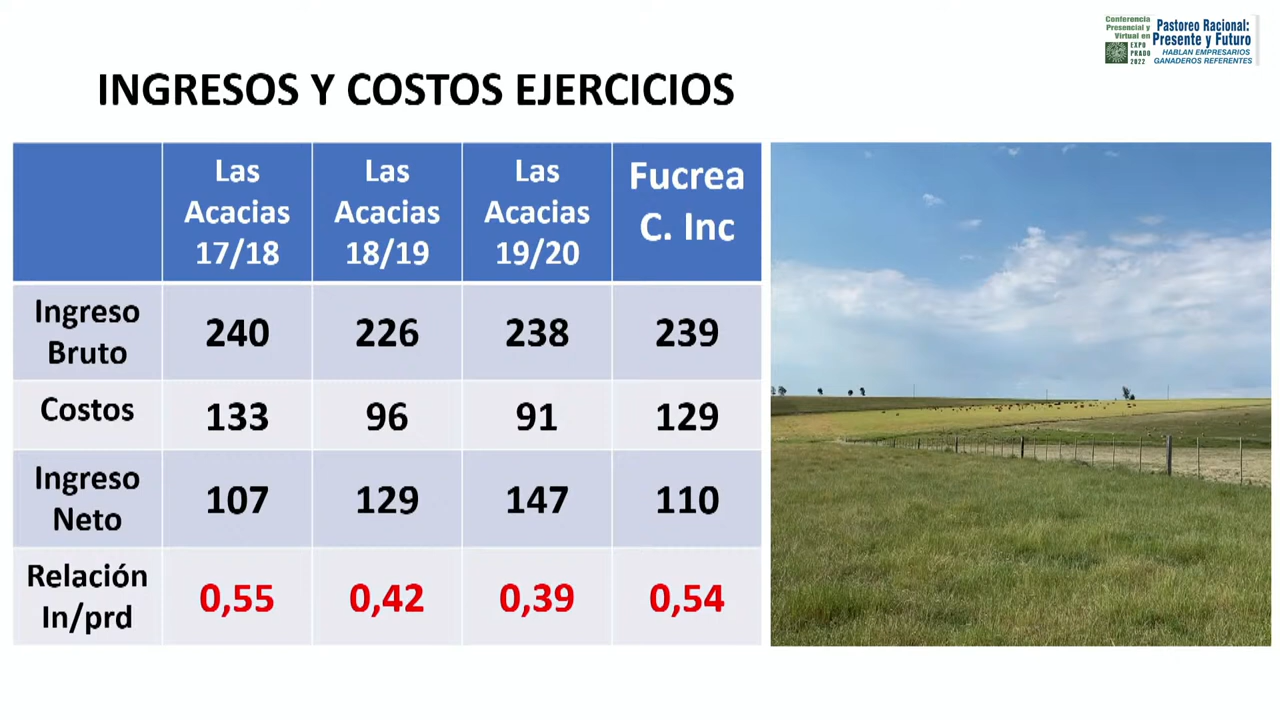 Conferencia
Presencial y
Virtual en
EXPO
PRADO
2022
Pastoreo Racional:
Presente y Futuro
HABLAN EMPRESARIOS
GANADEROS REFERENTES
INGRESOS Y COSTOS EJERCICIOS
Las Acacias 17/18 Las Acacias 18/19 Las Acacias 19/20 Fucrea C. Inc
Ingreso Bruto 240 226 238 239
Costos 133 96 91 129
Ingreso Neto 107 129 147 110
Relación In/prd 0,55 0,42 0,39 0,54